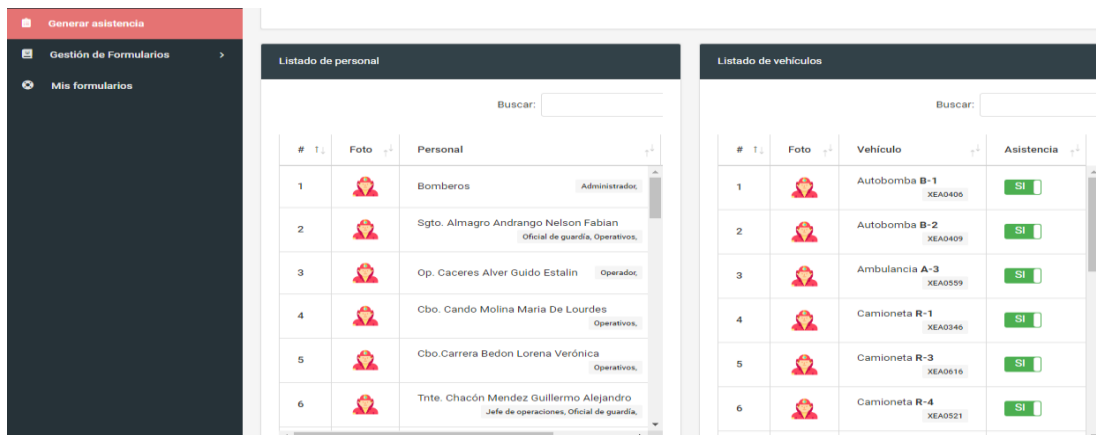 Generar asistencia
Gestión de Formularios
Mis formularios
Listado de personal
Buscar:
# Foto Personal
1 Bomberos Administrador,
2 Sgto. Almagro Andrango Nelson Fabian
Oficial de guardía, Operativos,
3 Op. Caceres Alver Guido Estalin Operador,
4 Cbo. Cando Molina Maria De Lourdes
Operativos,
5 Cbo.Carrera Bedon Lorena Verónica
Operativos,
6 Tnte. Chacón Mendez Guillermo Alejandro
Jefe de operaciones, Oficial de guardía,
Listado de vehículos
Buscar:
# Foto Vehículo Asistencia
1 Autobomba B-1 SI
XEA0406
2 Autobomba B-2 SI
XEA0409
3 Ambulancia A-3 SI
XEA0559
4 Camioneta R-1 SI
XEA0346
5 Camioneta R-3 SI
XEA0616
6 Camioneta R-4 SI
XEA0521